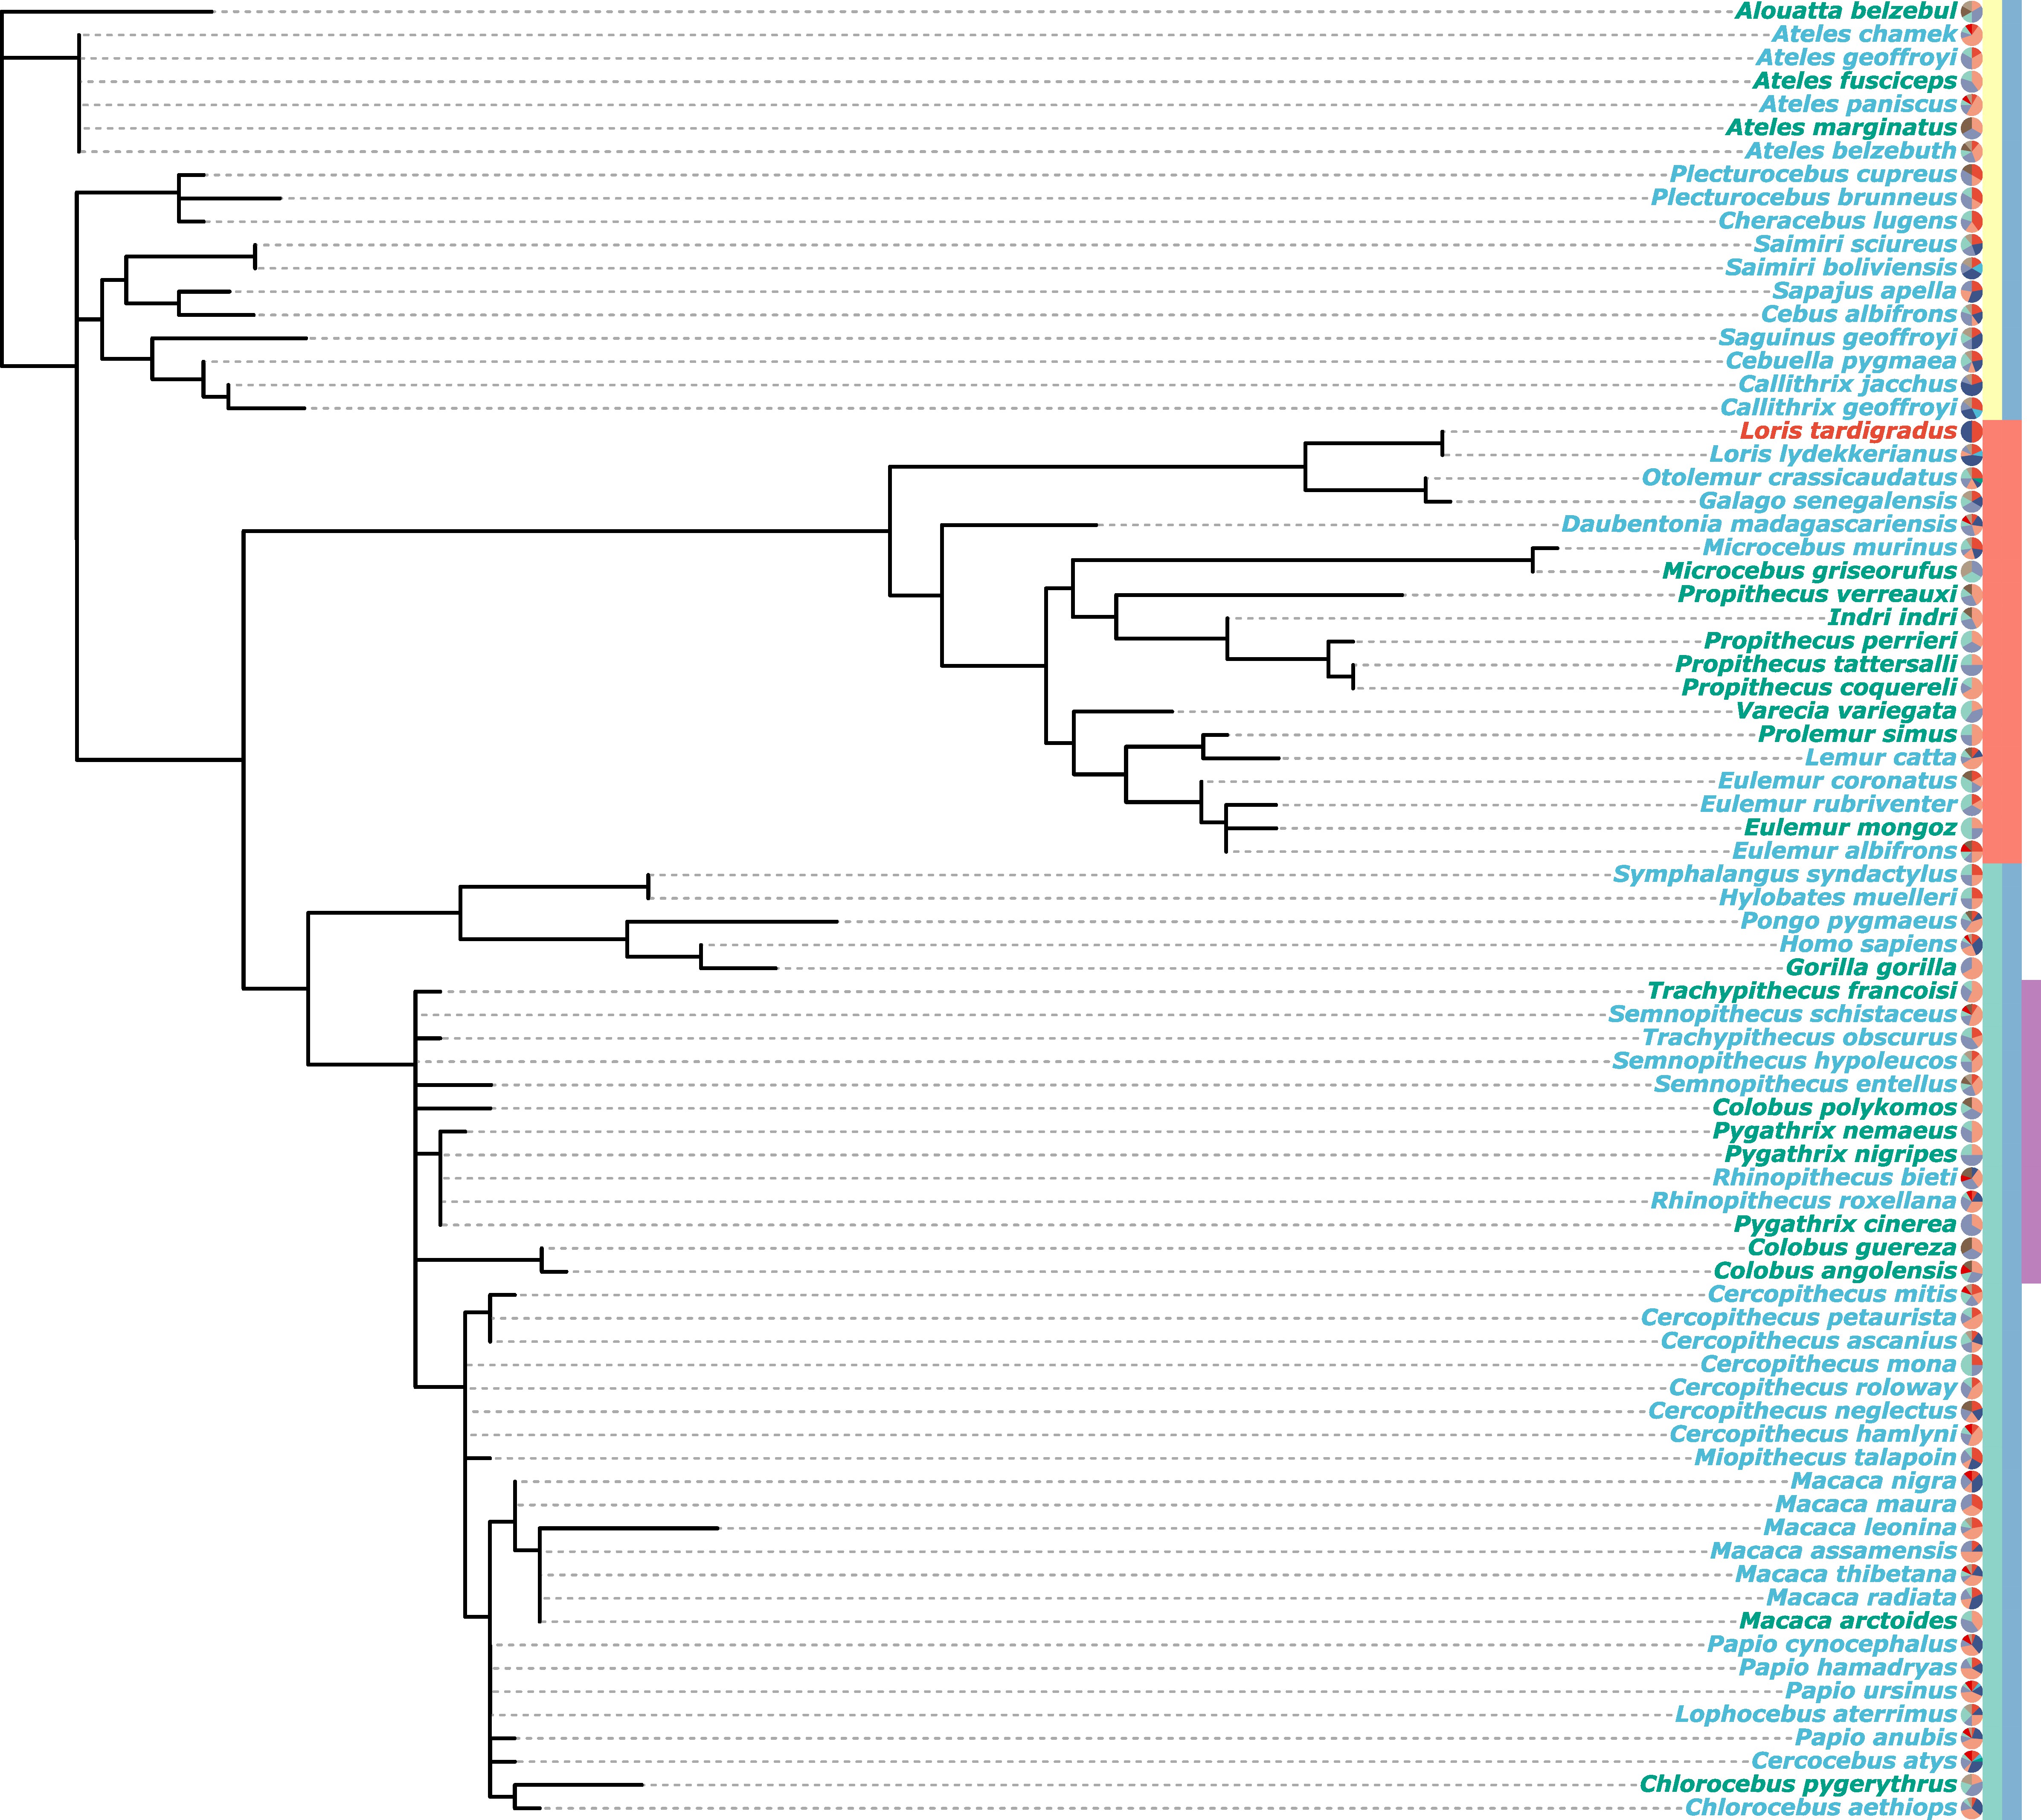 Alouatta belzebul
Ateles chamek
Ateles geoffroyi
Ateles fusciceps
Ateles paniscus
Ateles marginatus
Ateles belzebuth
Plecturocebus cupreus
Plecturocebus brunneus
Cheracebus lugens
Saimiri sciureus
Saimiri boliviensis
Sapajus apella
Cebus albifrons
Saguinus geoffroyi
Cebuella pygmaea
Callithrix jacchus
Callithrix geoffroyi
Loris tardigradus
Loris lydekkerianus
Otolemur crassicaudatus
Galago senegalensis
Daubentonia madagascariensis
Microcebus murinus
Microcebus griseorufus
Propithecus verreauxi
Indri indri
Propithecus perrieri
Propithecus tattersalli
Propithecus coquereli
Varecia variegata
Prolemur simus
Lemur catta
Eulemur coronatus
Eulemur rubriventer
Eulemur mongoz
Eulemur albifrons
Symphalangus syndactylus
Hylobates muelleri
Pongo pygmaeus
Homo sapiens
Gorilla gorilla
Trachypithecus francoisi
Semnopithecus schistaceus
Trachypithecus obscurus
Semnopithecus hypoleucos
Semnopithecus entellus
Colobus polykomos
Pygathrix nemaeus
Pygathrix nigripes
Rhinopithecus bieti
Rhinopithecus roxellana
Pygathrix cinerea
Colobus guereza
Colobus angolensis
Cercopithecus mitis
Cercopithecus petaurista
Cercopithecus ascanius
Cercopithecus mona
Cercopithecus roloway
Cercopithecus neglectus
Cercopithecus hamlyni
Miopithecus talapoin
Macaca nigra
Macaca maura
Macaca leonina
Macaca assamensis
Macaca thibetana
Macaca radiata
Macaca arctoides
Papio cynocephalus
Papio hamadryas
Papio ursinus
Lophocebus aterrimus
Papio anubis
Cercocebus atys
Chlorocebus pygerythrus
Chlorocebus aethiops